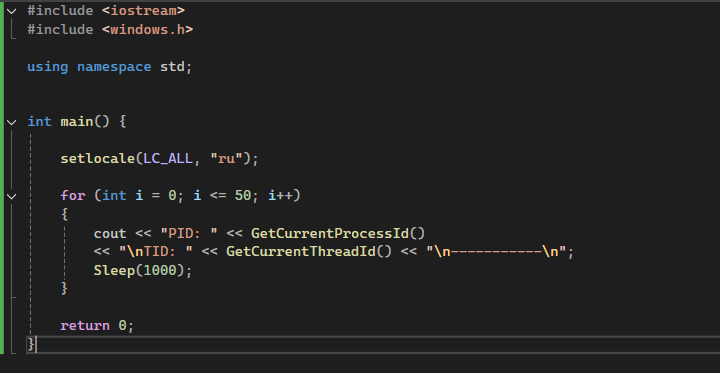 #include <iostream>
#include <windows.h>
using namespace std;
int main() {
setlocale(LC_ALL, "ru");
for (int i = 0; i <= 50; i++)
{
cout << "PID: " << GetCurrentProcessId()
<< "\nTID: " << GetCurrentThreadId() << "\n-----------\n";
Sleep(1000);
}
return 0;
}